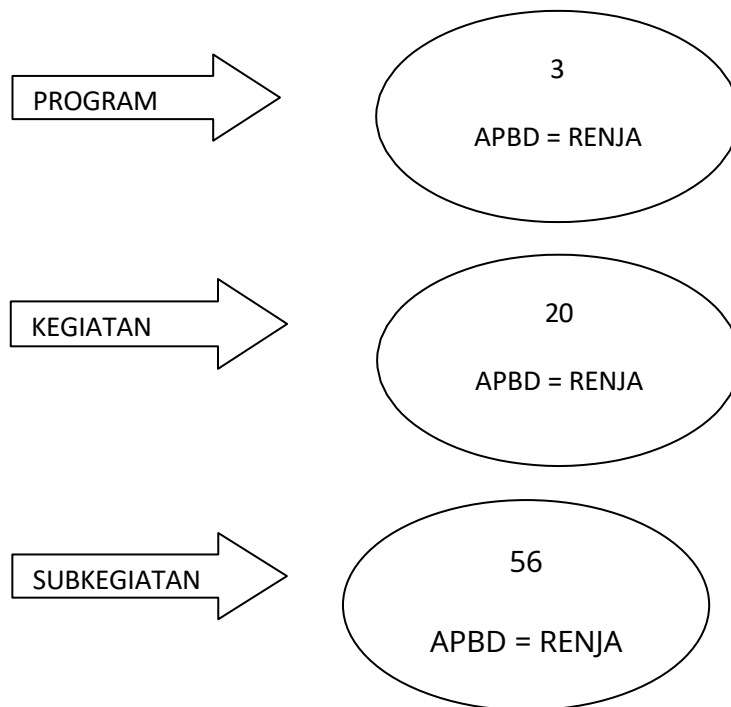 PROGRAM
3
APBD = RENJA
KEGIATAN
20
APBD = RENJA
SUBKEGIATAN
56
APBD = RENJA